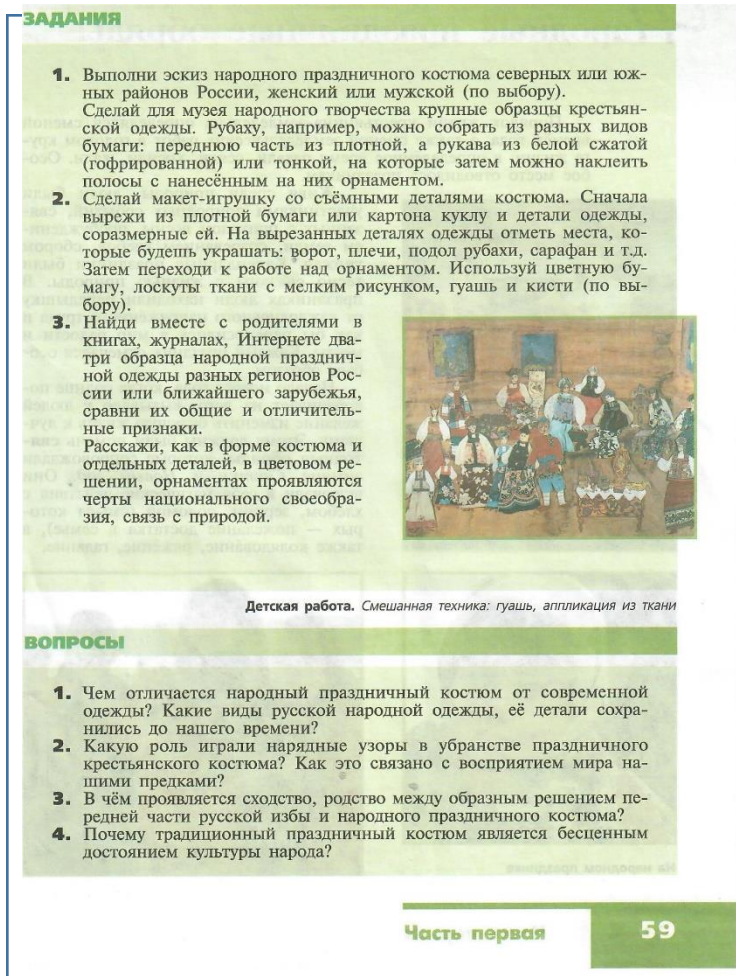 ЗАДАНИЯ
1. Выполни эскиз народного праздничного костюма северных или юж-
ных районов России, женский или мужской (по выбору).
Сделай для музея народного творчества крупные образцы крестьян-
ской одежды. Рубаху, например, можно собрать из разных видов
бумаги: переднюю часть из плотной, а рукава из белой сжатой
(гофрированной) или тонкой, на которые затем можно наклеить
полосы с нанесённым на них орнаментом.
2. Сделай макет-игрушку со съёмными деталями костюма. Сначала
вырежи из плотной бумаги или картона куклу и детали одежды,
соразмерные ей. На вырезанных деталях одежды отметь места, ко-
торые будешь украшать: ворот, плечи, подол рубахи, сарафан и т.д.
Затем переходи к работе над орнаментом. Используй цветную бу-
магу, лоскуты ткани с мелким рисунком, гуашь и кисти (по вы-
бору).
3. Найди вместе с родителями в
книгах, журналах, Интернете два-
три образца народной празднич-
ной одежды разных регионов Рос-
сии или ближайшего зарубежья,
сравни их общие и отличитель-
ные признаки.
Расскажи, как в форме костюма и
отдельных деталей, в цветовом ре-
шении, орнаментах проявляются
черты национального своеобра-
зия, связь с природой.
Детская работа. Смешанная техника: гуашь, аппликация из ткани
ВОПРОСЫ
1. Чем отличается народный праздничный костюм от современной
одежды? Какие виды русской народной одежды, её детали сохра-
нились до нашего времени?
2. Какую роль играли нарядные узоры в убранстве праздничного
крестьянского костюма? Как это связано с восприятием мира на-
шими предками?
3. В чём проявляется сходство, родство между образным решением пе-
редней части русской избы и народного праздничного костюма?
4. Почему традиционный праздничный костюм является бесценным
достоянием культуры народа?
Часть первая 59